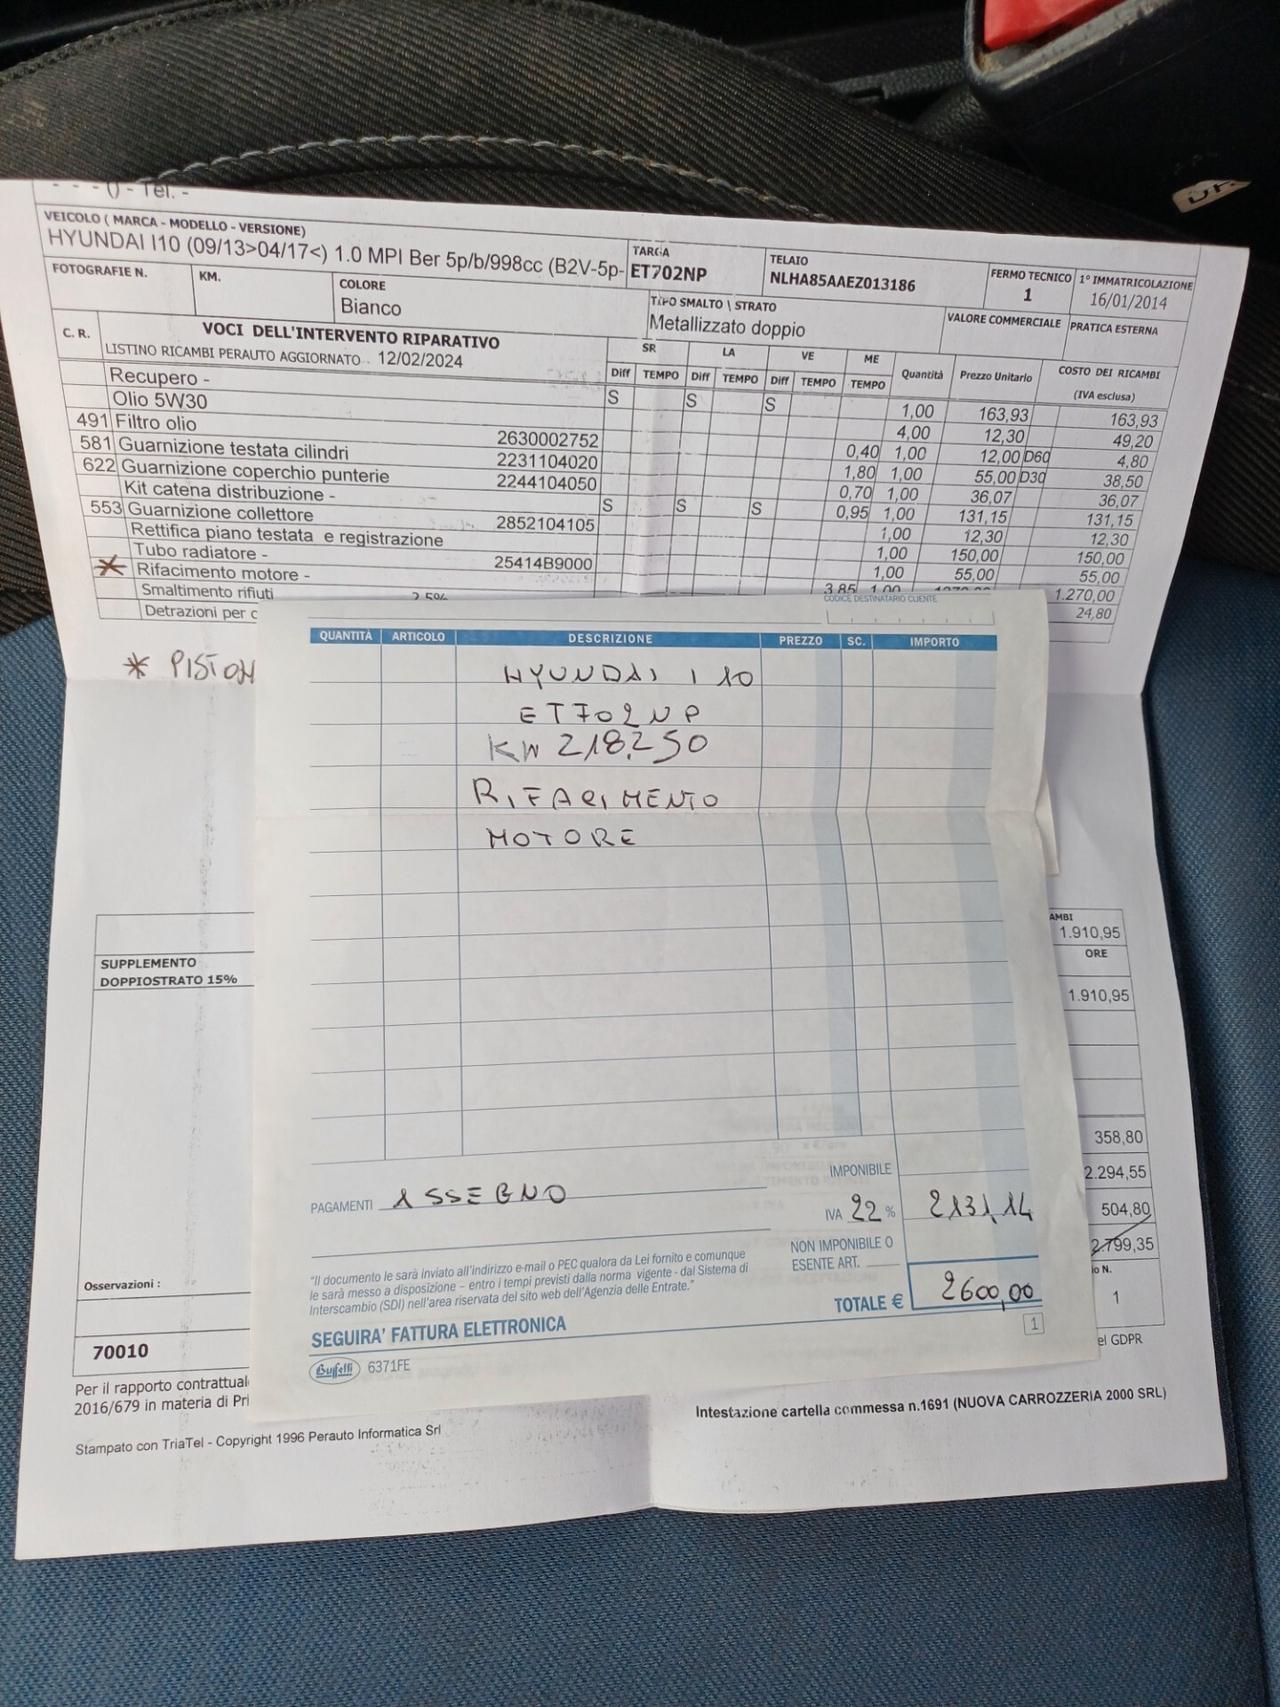 - - - () - Tel. -
VEICOLO ( MARCA - MODELLO - VERSIONE)
HYUNDAI I10 (09/13>04/17<) 1.0 MPI Ber 5p/b/998cc (B2V-5p-
TARGA
ET702NP
TELAIO
NLHA85AAEZ013186
FERMO TECNICO
1
1° IMMATRICOLAZIONE
16/01/2014
FOTOGRAFIE N.
KM.
COLORE
Bianco
TIPO SMALTO \ STRATO
Metallizzato doppio
VALORE COMMERCIALE
PRATICA ESTERNA
C. R.
VOCI DELL'INTERVENTO RIPARATIVO
LISTINO RICAMBI PERAUTO AGGIORNATO 12/02/2024
SR LA VE ME
Diff TEMPO Diff TEMPO Diff TEMPO TEMPO
Quantità Prezzo Unitario COSTO DEI RICAMBI
(IVA esclusa)
Recupero - S S S 1,00 163,93 163,93
Olio 5W30 4,00 12,30 49,20
491 Filtro olio 2630002752 0,40 1,00 12,00 D60 4,80
581 Guarnizione testata cilindri 2231104020 1,80 1,00 55,00 D30 38,50
622 Guarnizione coperchio punterie 2244104050 0,70 1,00 36,07 36,07
Kit catena distribuzione - S S S 0,95 1,00 131,15 131,15
553 Guarnizione collettore 2852104105 1,00 12,30 12,30
Rettifica piano testata e registrazione 1,00 150,00 150,00
Tubo radiatore - 25414B9000 1,00 55,00 55,00
* Rifacimento motore - 3,85 1,00 1.270,00
Smaltimento rifiuti 2,5% 24,80
Detrazioni per
* PISTON
CODICE DESTINATARIO CLIENTE
QUANTITÀ ARTICOLO DESCRIZIONE PREZZO SC. IMPORTO
HYUNDAI I 10
ET702NP
KM 218.250
RIFACIMENTO
MOTORE
AMBI
1.910,95
SUPPLEMENTO
DOPPIOSTRATO 15%
ORE
1.910,95
358,80
2.294,55
504,80
2.799,35
IMPONIBILE
PAGAMENTI ASSEGNO
IVA 22 % 2131,14
NON IMPONIBILE O
ESENTE ART.
"Il documento le sarà inviato all'indirizzo e-mail o PEC qualora da Lei fornito e comunque
le sarà messo a disposizione – entro i tempi previsti dalla norma vigente - dal Sistema di
Interscambio (SDI) nell'area riservata del sito web dell'Agenzia delle Entrate."
TOTALE € 2600,00
SEGUIRA' FATTURA ELETTRONICA
1
Buffetti 6371FE
Osservazioni :
o N.
1
70010
el GDPR
Per il rapporto contrattual
2016/679 in materia di Pri
Intestazione cartella commessa n.1691 (NUOVA CARROZZERIA 2000 SRL)
Stampato con TriaTel - Copyright 1996 Perauto Informatica Srl